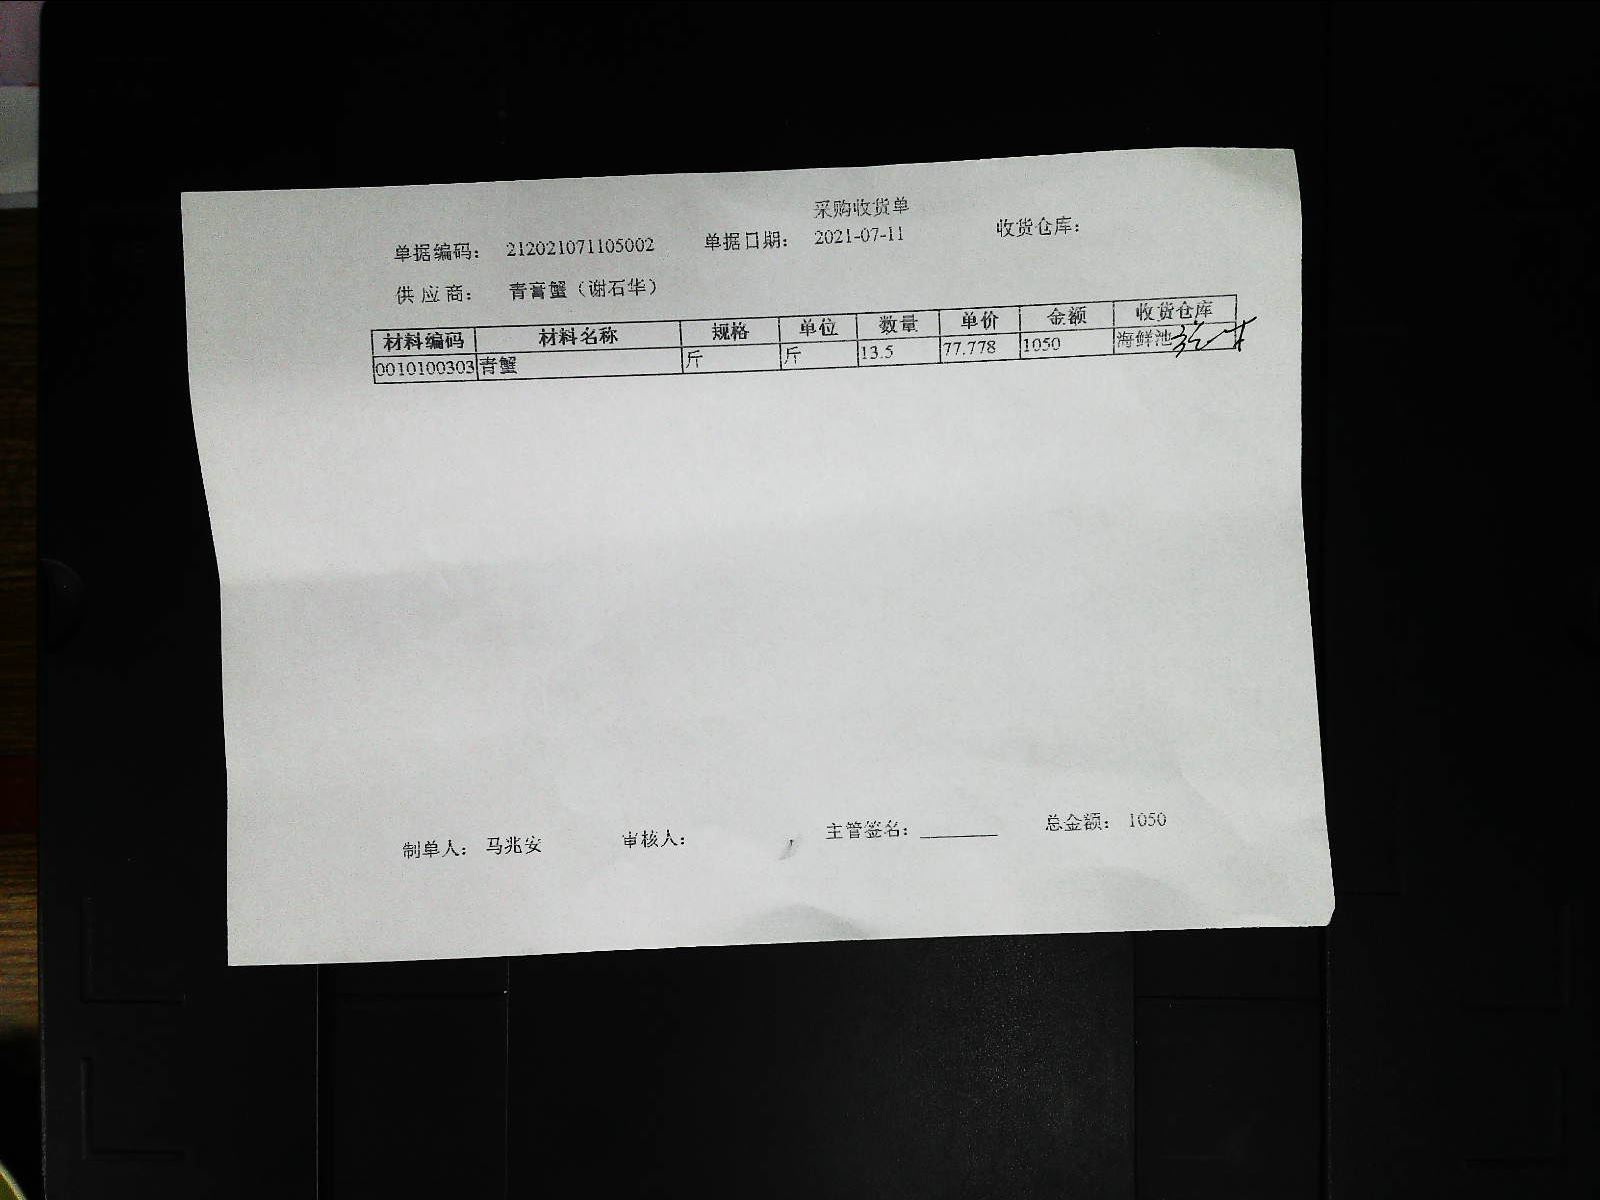 采购收货单
单据编码： 212021071105002 单据日期： 2021-07-11 收货仓库：
供 应 商： 青膏蟹（谢石华）
材料编码 材料名称 规格 单位 数量 单价 金额 收货仓库
0010100303 青蟹 斤 斤 13.5 77.778 1050 海鲜池
制单人： 马兆安 审核人： 主管签名：________ 总金额： 1050